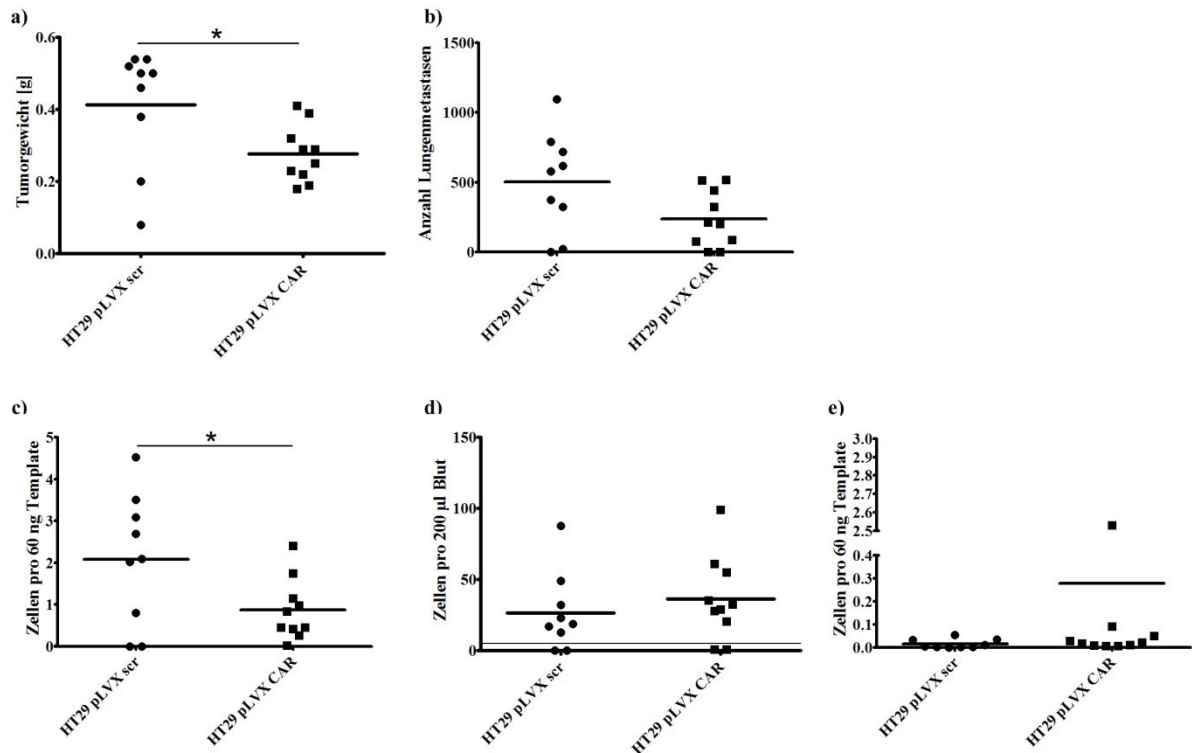 a)
*
Tumorgewicht [g]
0.6
0.4
0.2
0.0
HT29 pLVX scr
HT29 pLVX CAR
b)
Anzahl Lungenmetastasen
1500
1000
500
0
HT29 pLVX scr
HT29 pLVX CAR
c)
*
Zellen pro 60 ng Template
5
4
3
2
1
0
HT29 pLVX scr
HT29 pLVX CAR
d)
Zellen pro 200 µl Blut
150
100
50
0
HT29 pLVX scr
HT29 pLVX CAR
e)
Zellen pro 60 ng Template
3.0
2.9
2.8
2.7
2.6
2.5
0.4
0.3
0.2
0.1
0.0
HT29 pLVX scr
HT29 pLVX CAR